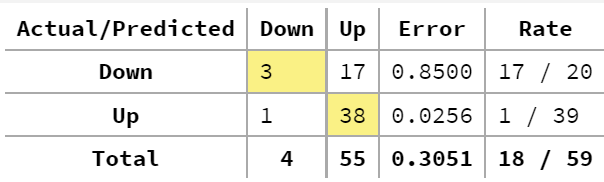 Actual/Predicted Down Up Error Rate
Down 3 17 0.8500 17 / 20
Up 1 38 0.0256 1 / 39
Total 4 55 0.3051 18 / 59